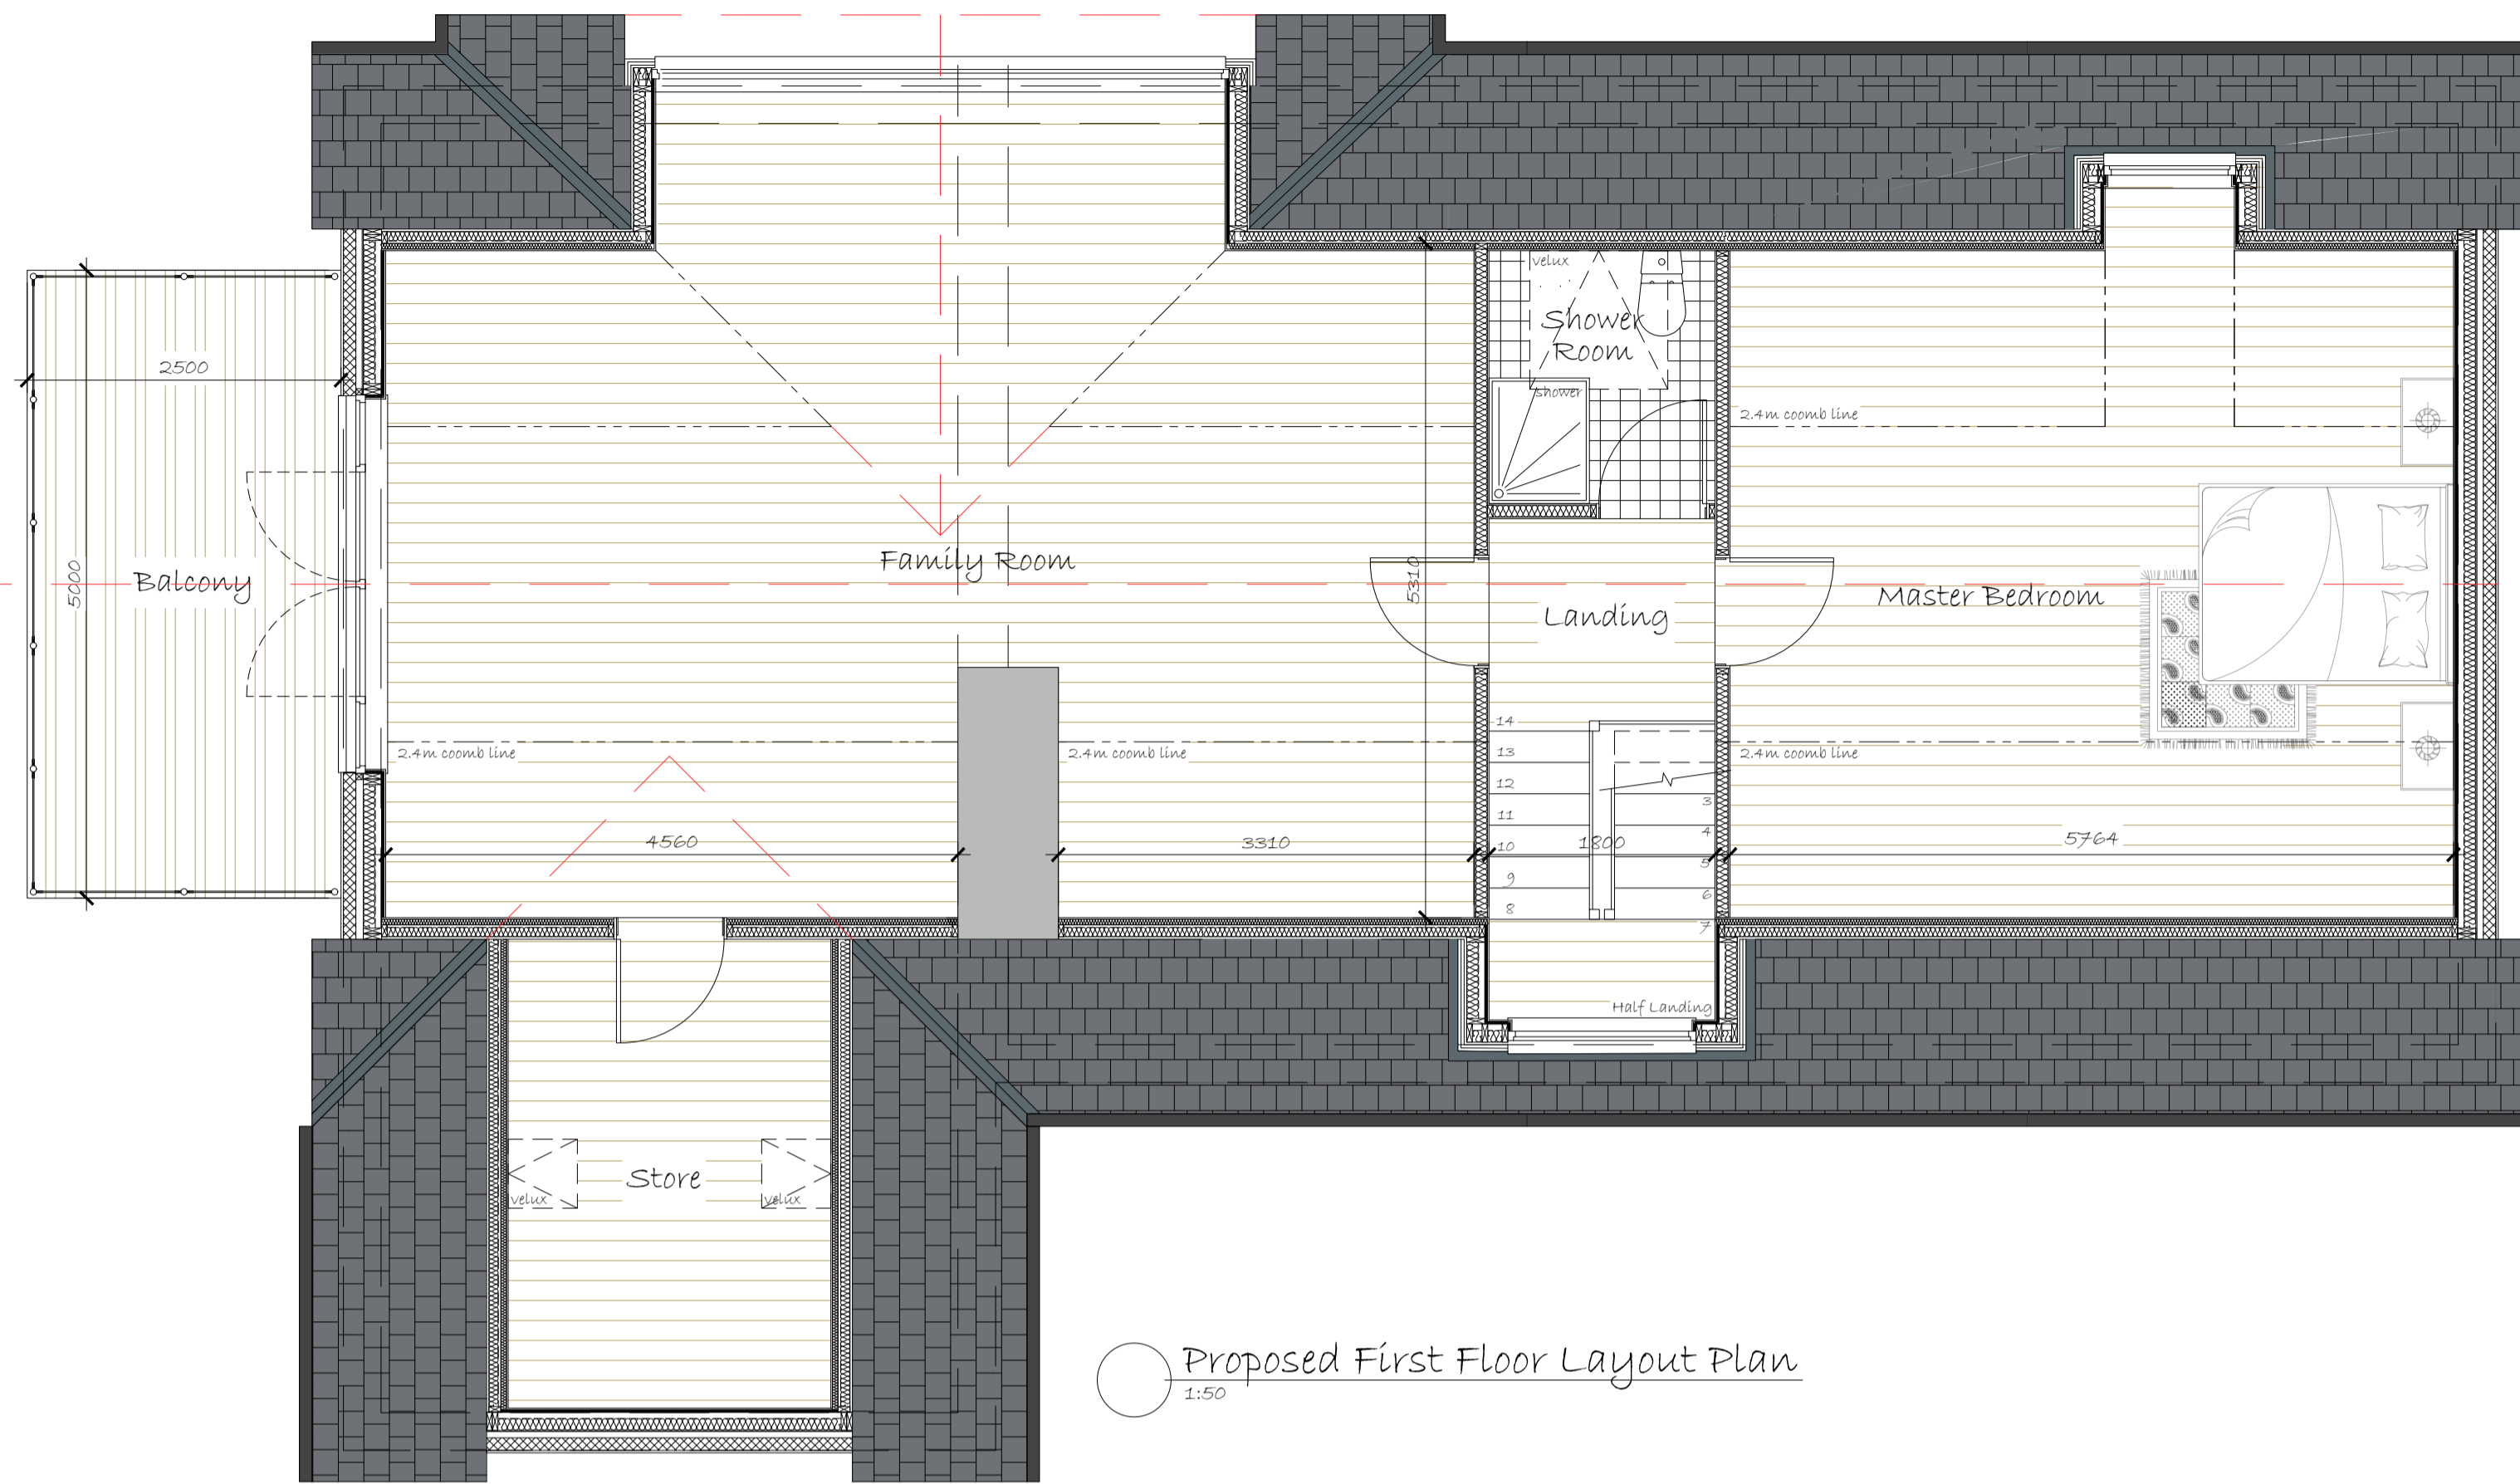 velux
Shower
Room
shower
2500
2.4m coomb line
5000
Balcony
Family Room
5310
Landing
Master Bedroom
2.4m coomb line
2.4m coomb line
2.4m coomb line
14
13
12
11
10
9
8
3
4
5
6
7
4560
3310
1800
5764
Half Landing
Store
velux
velux
Proposed First Floor Layout Plan
1:50